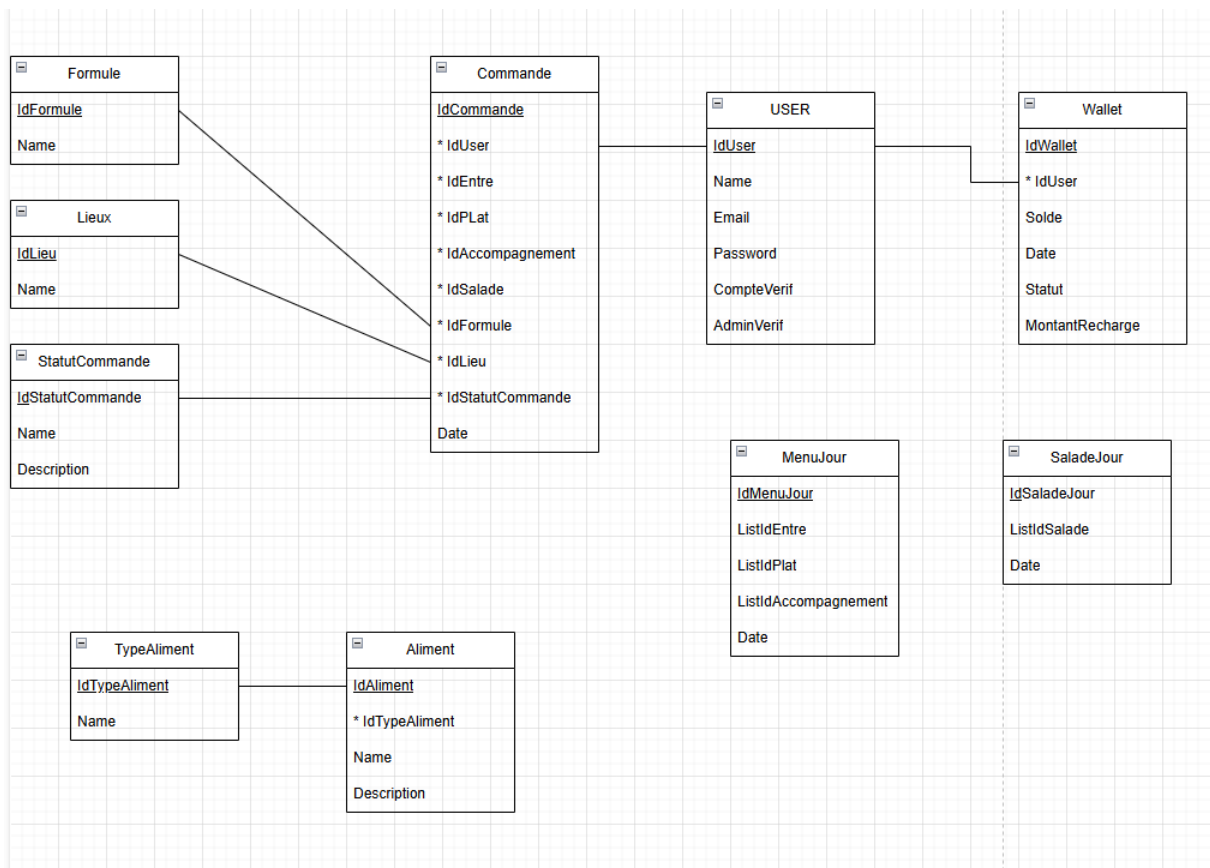 Formule
IdFormule
Name
Lieux
IdLieu
Name
StatutCommande
IdStatutCommande
Name
Description
Commande
IdCommande
* IdUser
* IdEntre
* IdPLat
* IdAccompagnement
* IdSalade
* IdFormule
* IdLieu
* IdStatutCommande
Date
USER
IdUser
Name
Email
Password
CompteVerif
AdminVerif
Wallet
IdWallet
* IdUser
Solde
Date
Statut
MontantRecharge
MenuJour
IdMenuJour
ListIdEntre
ListIdPlat
ListIdAccompagnement
Date
SaladeJour
IdSaladeJour
ListIdSalade
Date
TypeAliment
IdTypeAliment
Name
Aliment
IdAliment
* IdTypeAliment
Name
Description